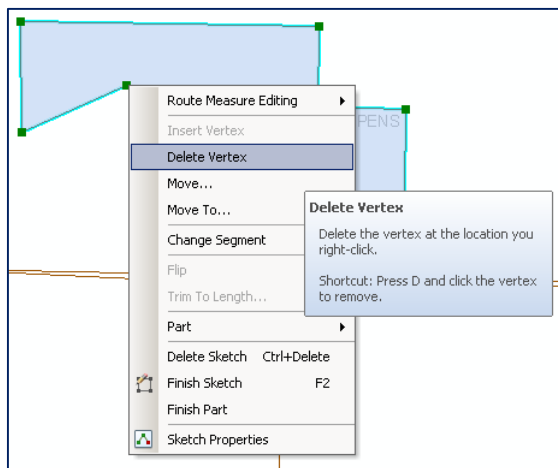 Route Measure Editing
PENS
Insert Vertex
Delete Vertex
Move...
Move To...
Delete Vertex
Delete the vertex at the location you
right-click.
Shortcut: Press D and click the vertex
to remove.
Change Segment
Flip
Trim To Length...
Part
Delete Sketch Ctrl+Delete
Finish Sketch F2
Finish Part
Sketch Properties